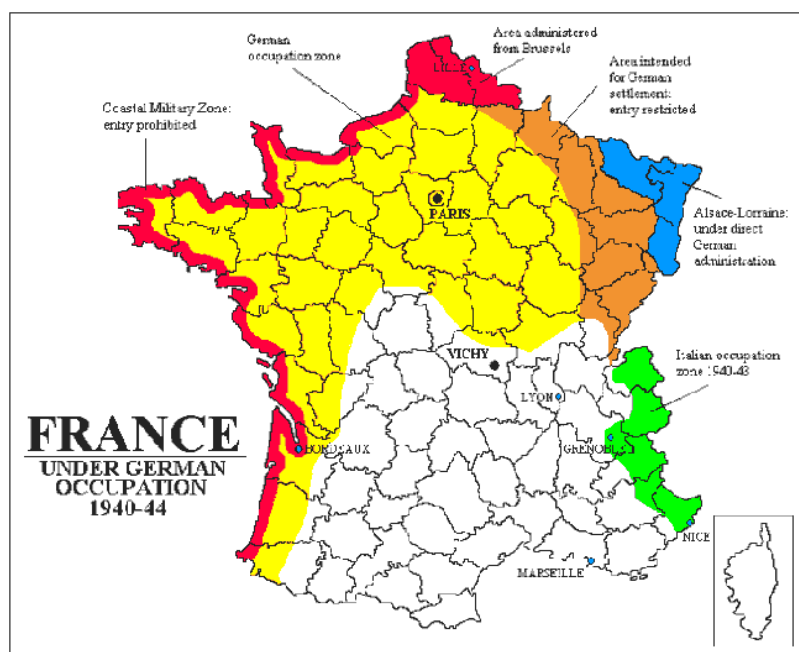 German
occupation zone
Area administered
from Brussels
Area intended
for German
settlement:
entry restricted
Coastal Military Zone:
entry prohibited
LILLE
PARIS
Alsace-Lorraine:
under direct
German
administration
VICHY
Italian occupation
zone 1940-43
LYON
FRANCE
UNDER GERMAN
OCCUPATION
1940-44
BORDEAUX
GRENOBLE
NICE
MARSEILLE